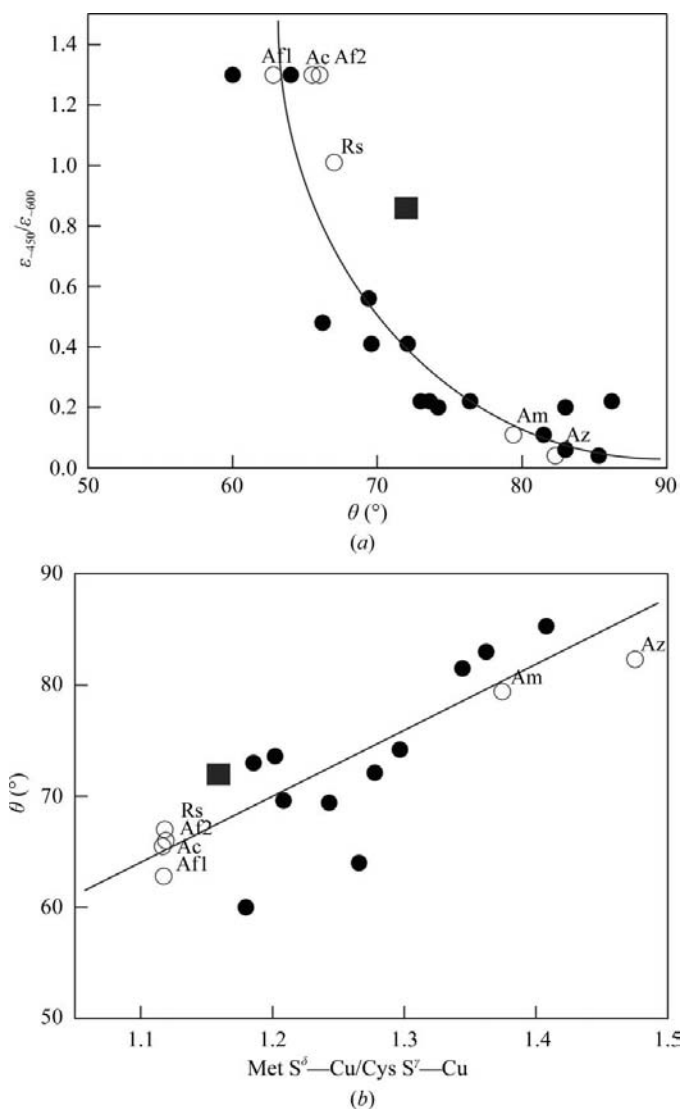 1.4
1.2
1.0
0.8
0.6
0.4
0.2
0.0
ε~450/ε~600
Af1 Ac Af2
Rs
Am
Az
50 60 70 80 90
θ (°)
(a)
90
80
70
60
50
θ (°)
Az
Am
Rs
Af2
Ac
Af1
1.1 1.2 1.3 1.4 1.5
Met Sᵟ—Cu/Cys Sᵞ—Cu
(b)